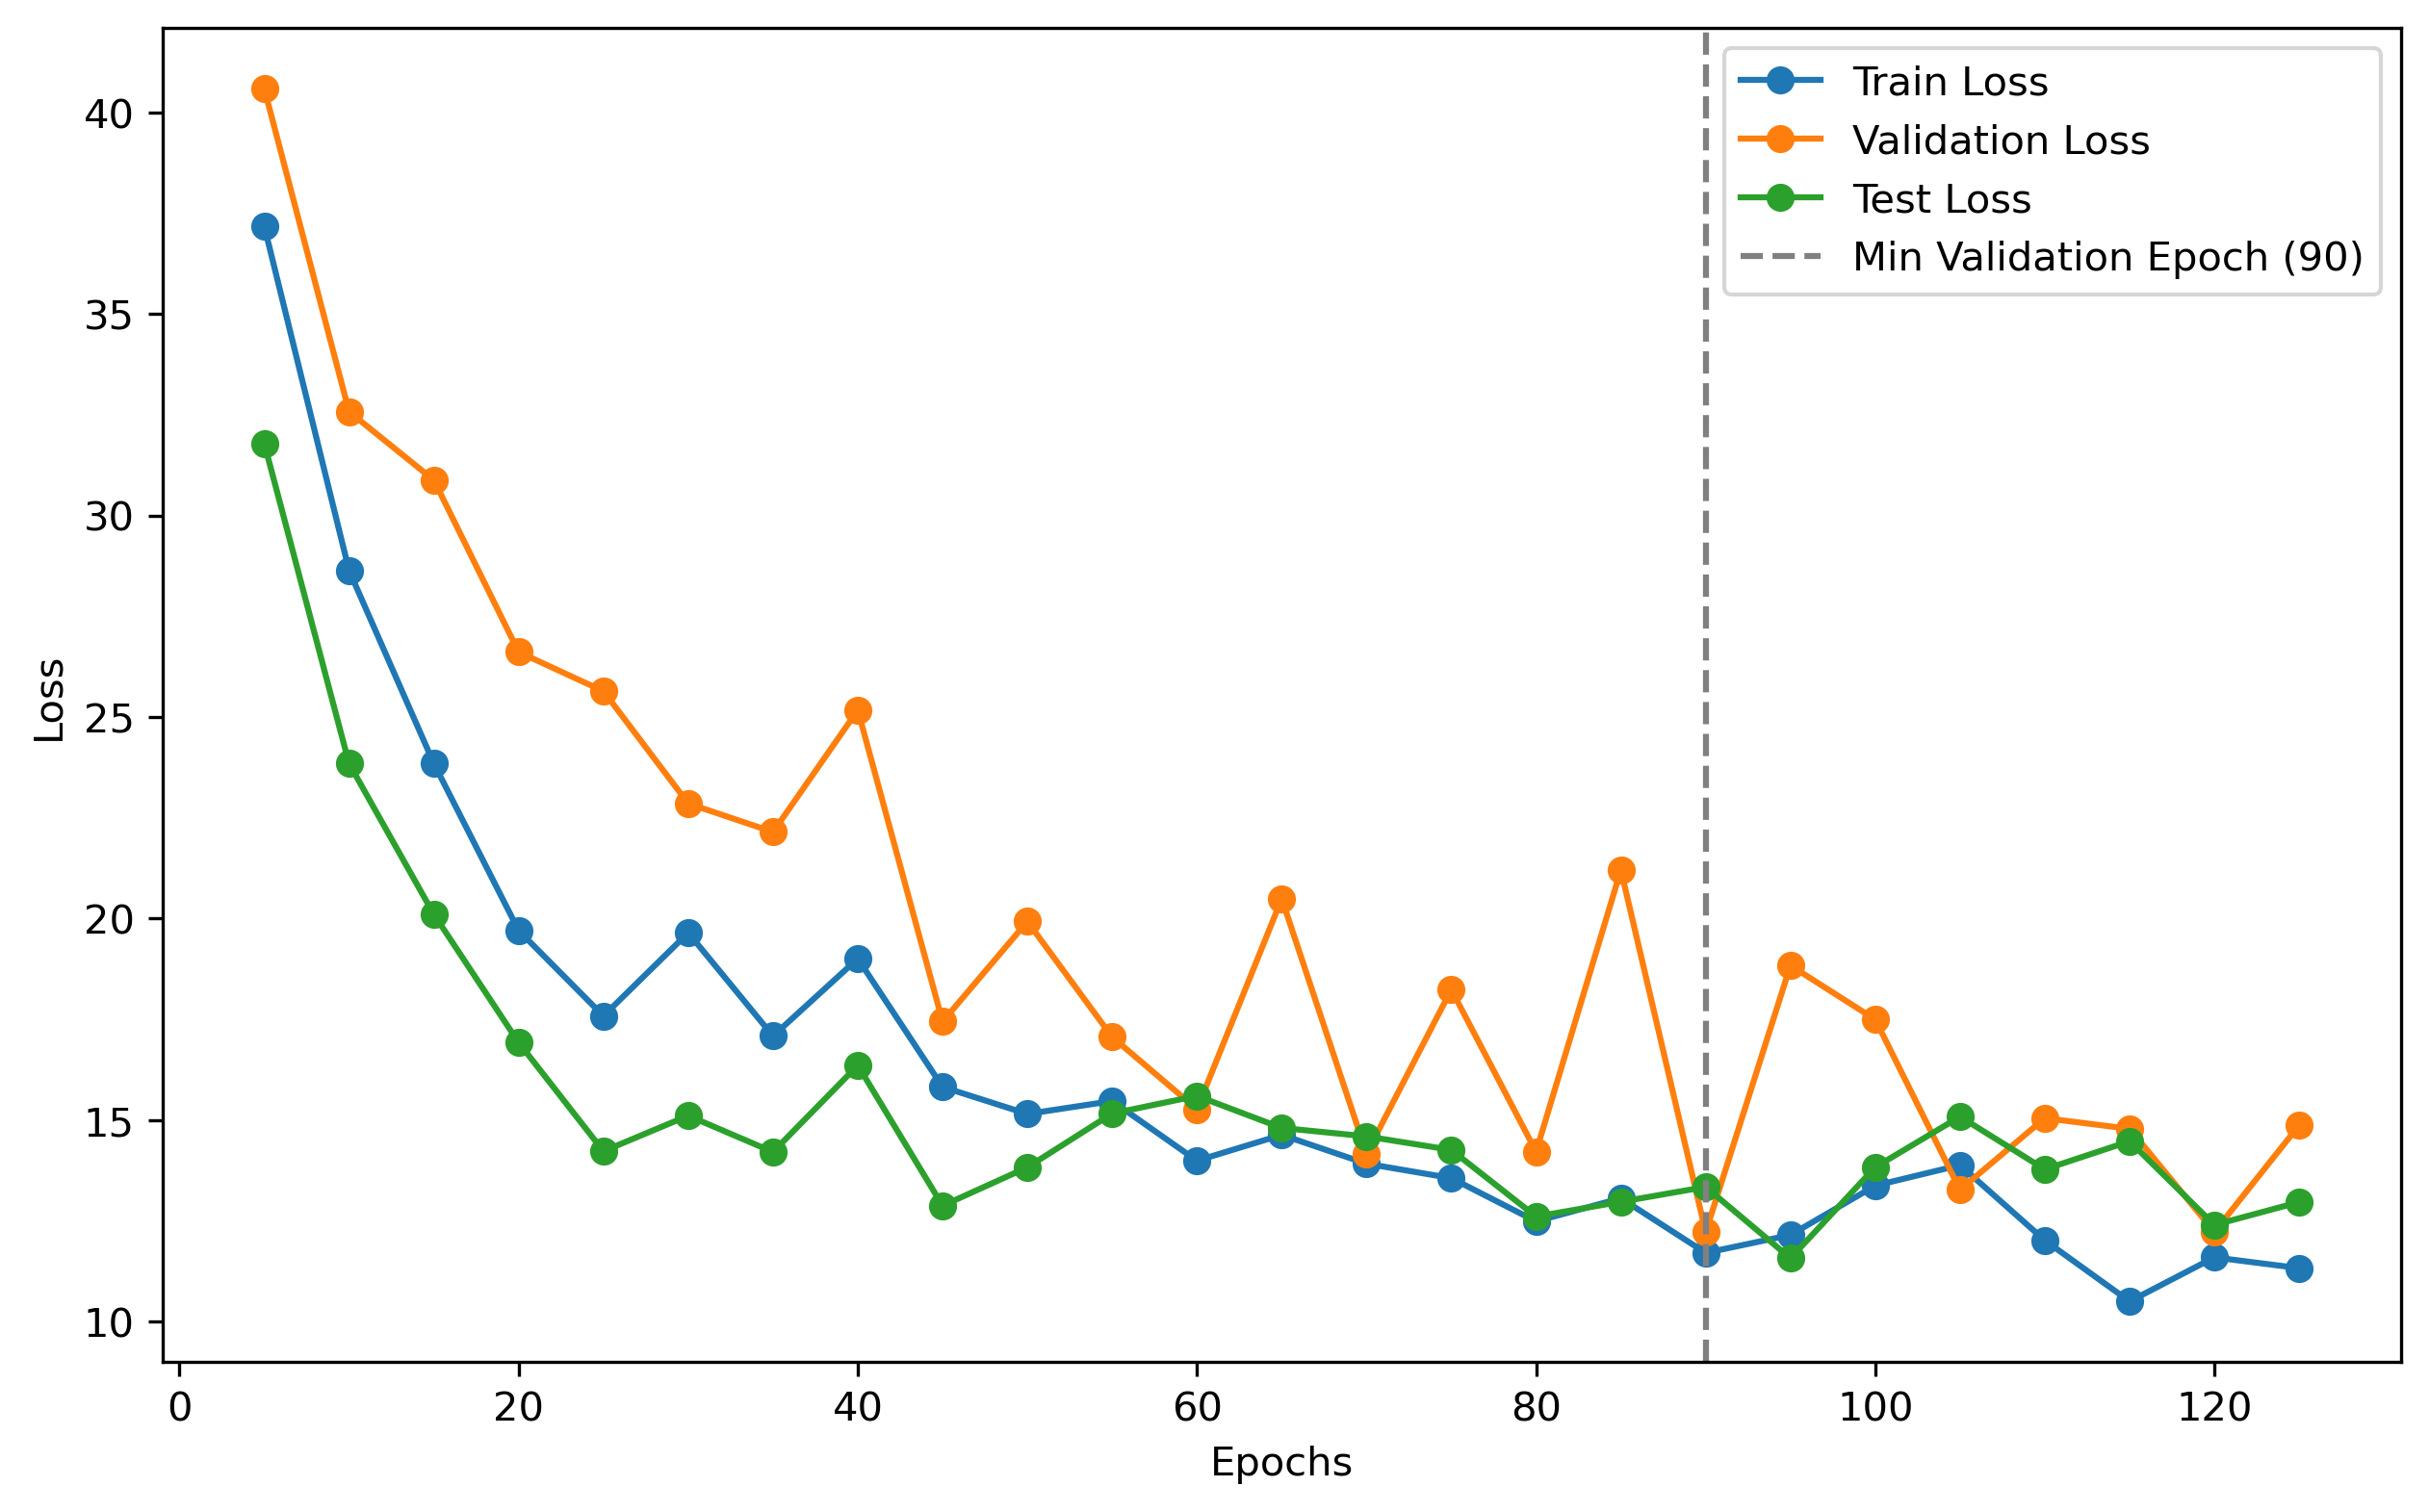 Train Loss
Validation Loss
Test Loss
Min Validation Epoch (90)
40
35
30
25
20
15
10
Loss
0 20 40 60 80 100 120
Epochs